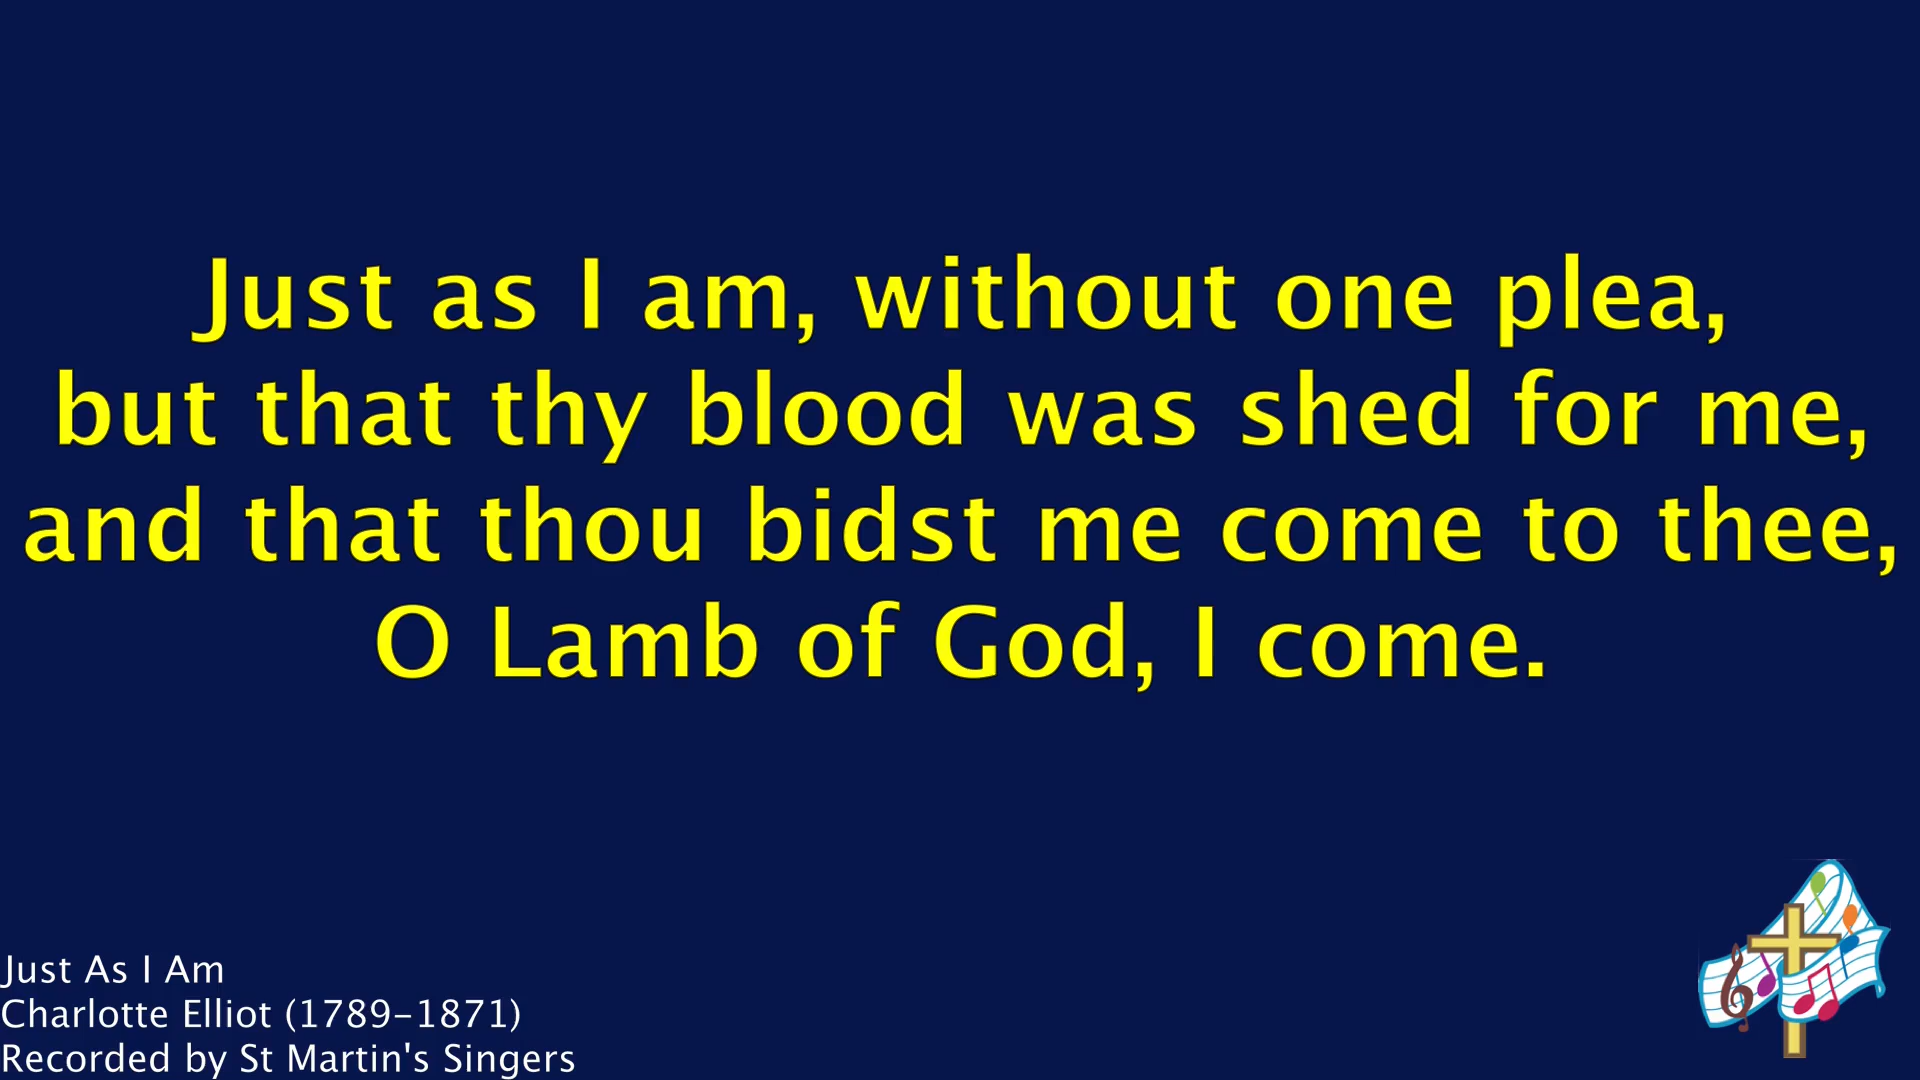 Just as I am, without one plea,
but that thy blood was shed for me,
and that thou bidst me come to thee,
O Lamb of God, I come.
Just As I Am
Charlotte Elliot (1789-1871)
Recorded by St Martin's Singers